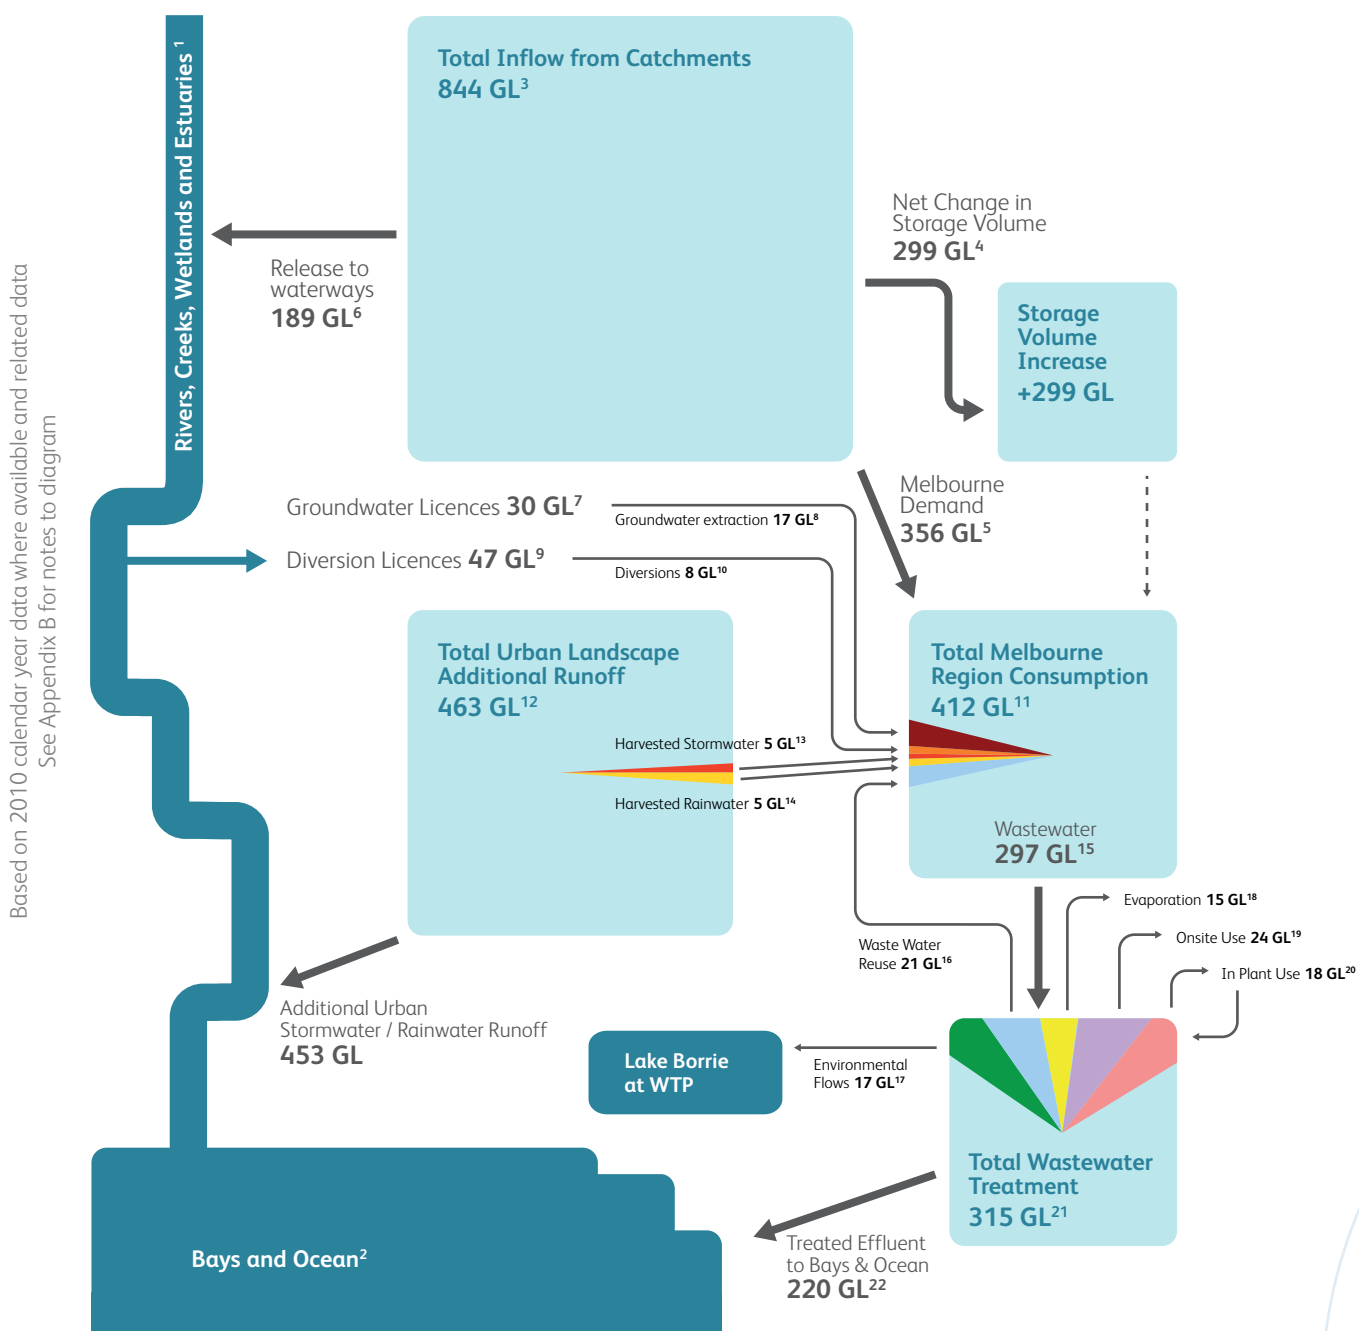 Based on 2010 calendar year data where available and related data
See Appendix B for notes to diagram
Rivers, Creeks, Wetlands and Estuaries 1
Total Inflow from Catchments
844 GL3
Release to
waterways
189 GL6
Net Change in
Storage Volume
299 GL4
Storage
Volume
Increase
+299 GL
Melbourne
Demand
356 GL5
Groundwater Licences 30 GL7
Groundwater extraction 17 GL8
Diversion Licences 47 GL9
Diversions 8 GL10
Total Urban Landscape
Additional Runoff
463 GL12
Harvested Stormwater 5 GL13
Harvested Rainwater 5 GL14
Total Melbourne
Region Consumption
412 GL11
Wastewater
297 GL15
Waste Water
Reuse 21 GL16
Evaporation 15 GL18
Onsite Use 24 GL19
In Plant Use 18 GL20
Additional Urban
Stormwater / Rainwater Runoff
453 GL
Lake Borrie
at WTP
Environmental
Flows 17 GL17
Total Wastewater
Treatment
315 GL21
Treated Effluent
to Bays & Ocean
220 GL22
Bays and Ocean2